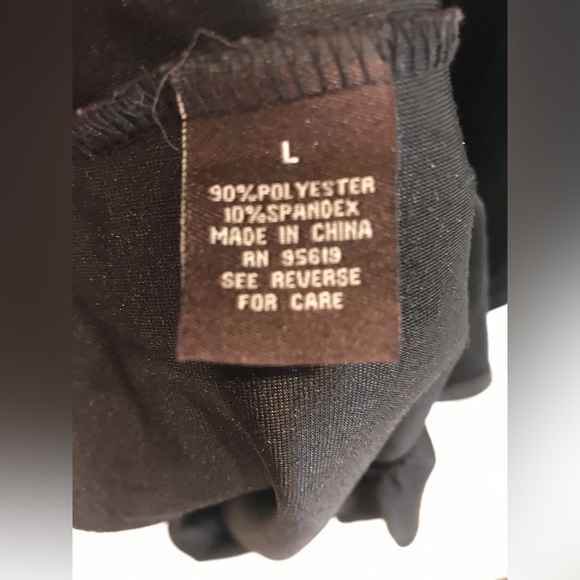 L
90%POLYESTER
10%SPANDEX
MADE IN CHINA
RN 95619
SEE REVERSE
FOR CARE